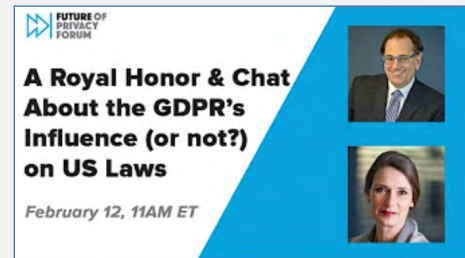 FUTURE OF
PRIVACY
FORUM
A Royal Honor & Chat
About the GDPR's
Influence (or not?)
on US Laws
February 12, 11AM ET